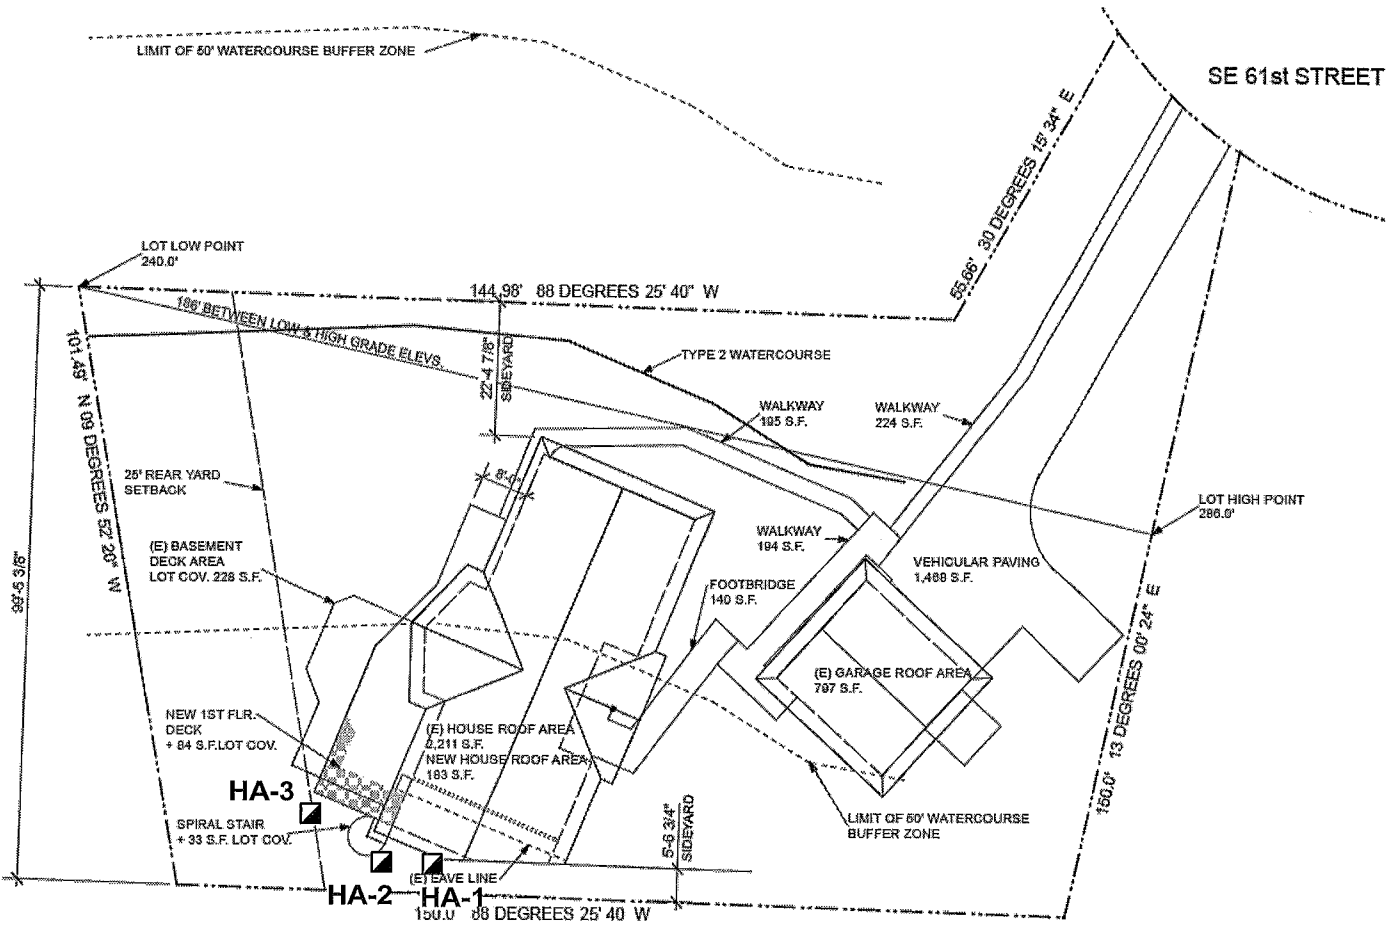 LIMIT OF 50' WATERCOURSE BUFFER ZONE
SE 61st STREET
55.66' 30 DEGREES 15' 34" E
LOT LOW POINT
240.0'
144.98' 88 DEGREES 25' 40" W
186' BETWEEN LOW & HIGH GRADE ELEVS.
101.49' N 09 DEGREES 52' 20" W
22'-4 7/8"
SIDEYARD
TYPE 2 WATERCOURSE
WALKWAY
195 S.F.
WALKWAY
224 S.F.
25' REAR YARD
SETBACK
8'-0"
LOT HIGH POINT
286.0'
WALKWAY
194 S.F.
(E) BASEMENT
DECK AREA
LOT COV. 228 S.F.
99'-5 3/8"
VEHICULAR PAVING
1,468 S.F.
FOOTBRIDGE
140 S.F.
150.0' 13 DEGREES 00' 24" E
(E) GARAGE ROOF AREA
797 S.F.
NEW 1ST FLR.
DECK
+ 84 S.F.LOT COV.
(E) HOUSE ROOF AREA
2,211 S.F.
NEW HOUSE ROOF AREA
183 S.F.
HA-3
SPIRAL STAIR
+ 33 S.F. LOT COV.
5'-6 3/4"
SIDEYARD
LIMIT OF 50' WATERCOURSE
BUFFER ZONE
(E) EAVE LINE
HA-2
HA-1
150.0' 88 DEGREES 25' 40 W